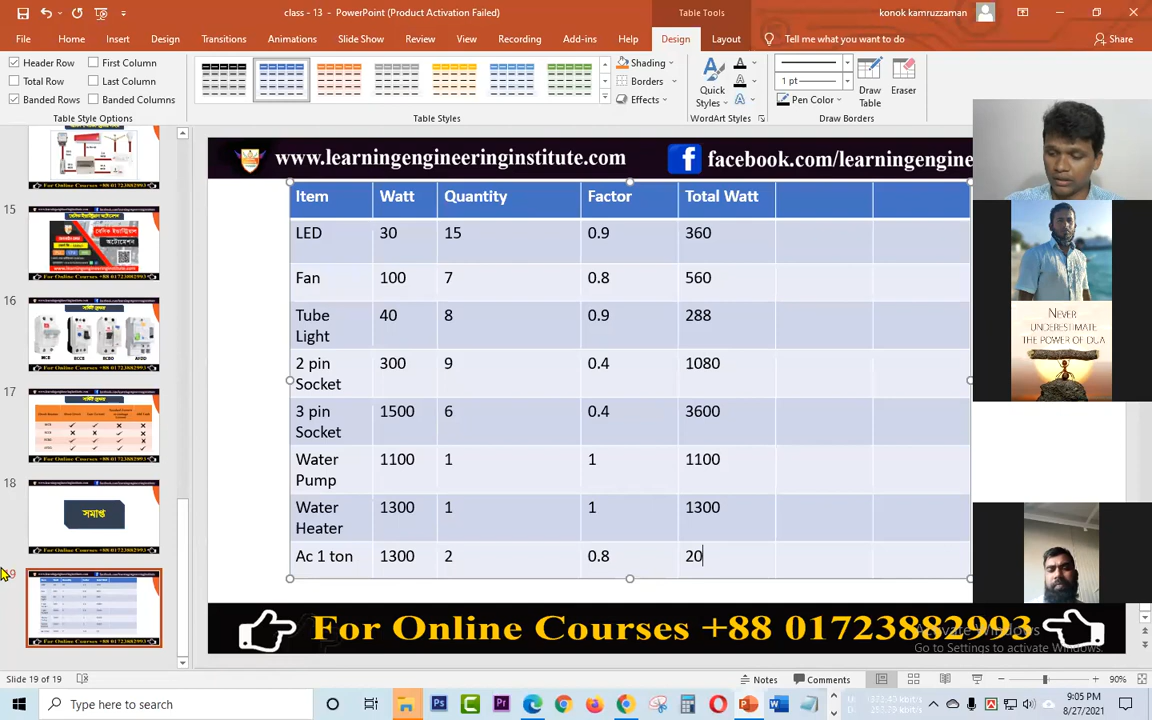 class - 13 - PowerPoint (Product Activation Failed)
Table Tools
konok kamruzzaman
File Home Insert Design Transitions Animations Slide Show Review View Recording Add-ins Help Design Layout Tell me what you want to do Share
Header Row First Column
Total Row Last Column
Banded Rows Banded Columns
Table Style Options
Table Styles
Shading
Borders
Effects
Quick Styles
WordArt Styles
1 pt
Pen Color
Draw Table
Eraser
Draw Borders
15
16
17
18
সমাপ্ত
www.learningengineeringinstitute.com facebook.com/learningengine
Item Watt Quantity Factor Total Watt
LED 30 15 0.9 360
Fan 100 7 0.8 560
Tube Light 40 8 0.9 288
2 pin Socket 300 9 0.4 1080
3 pin Socket 1500 6 0.4 3600
Water Pump 1100 1 1 1100
Water Heater 1300 1 1 1300
Ac 1 ton 1300 2 0.8 20
For Online Courses +88 01723882993
Activate Windows
Go to Settings to activate Windows.
NEVER
UNDERESTIMATE
THE POWER OF DUA
Slide 19 of 19
Notes Comments
90%
Type here to search
9:05 PM
8/27/2021